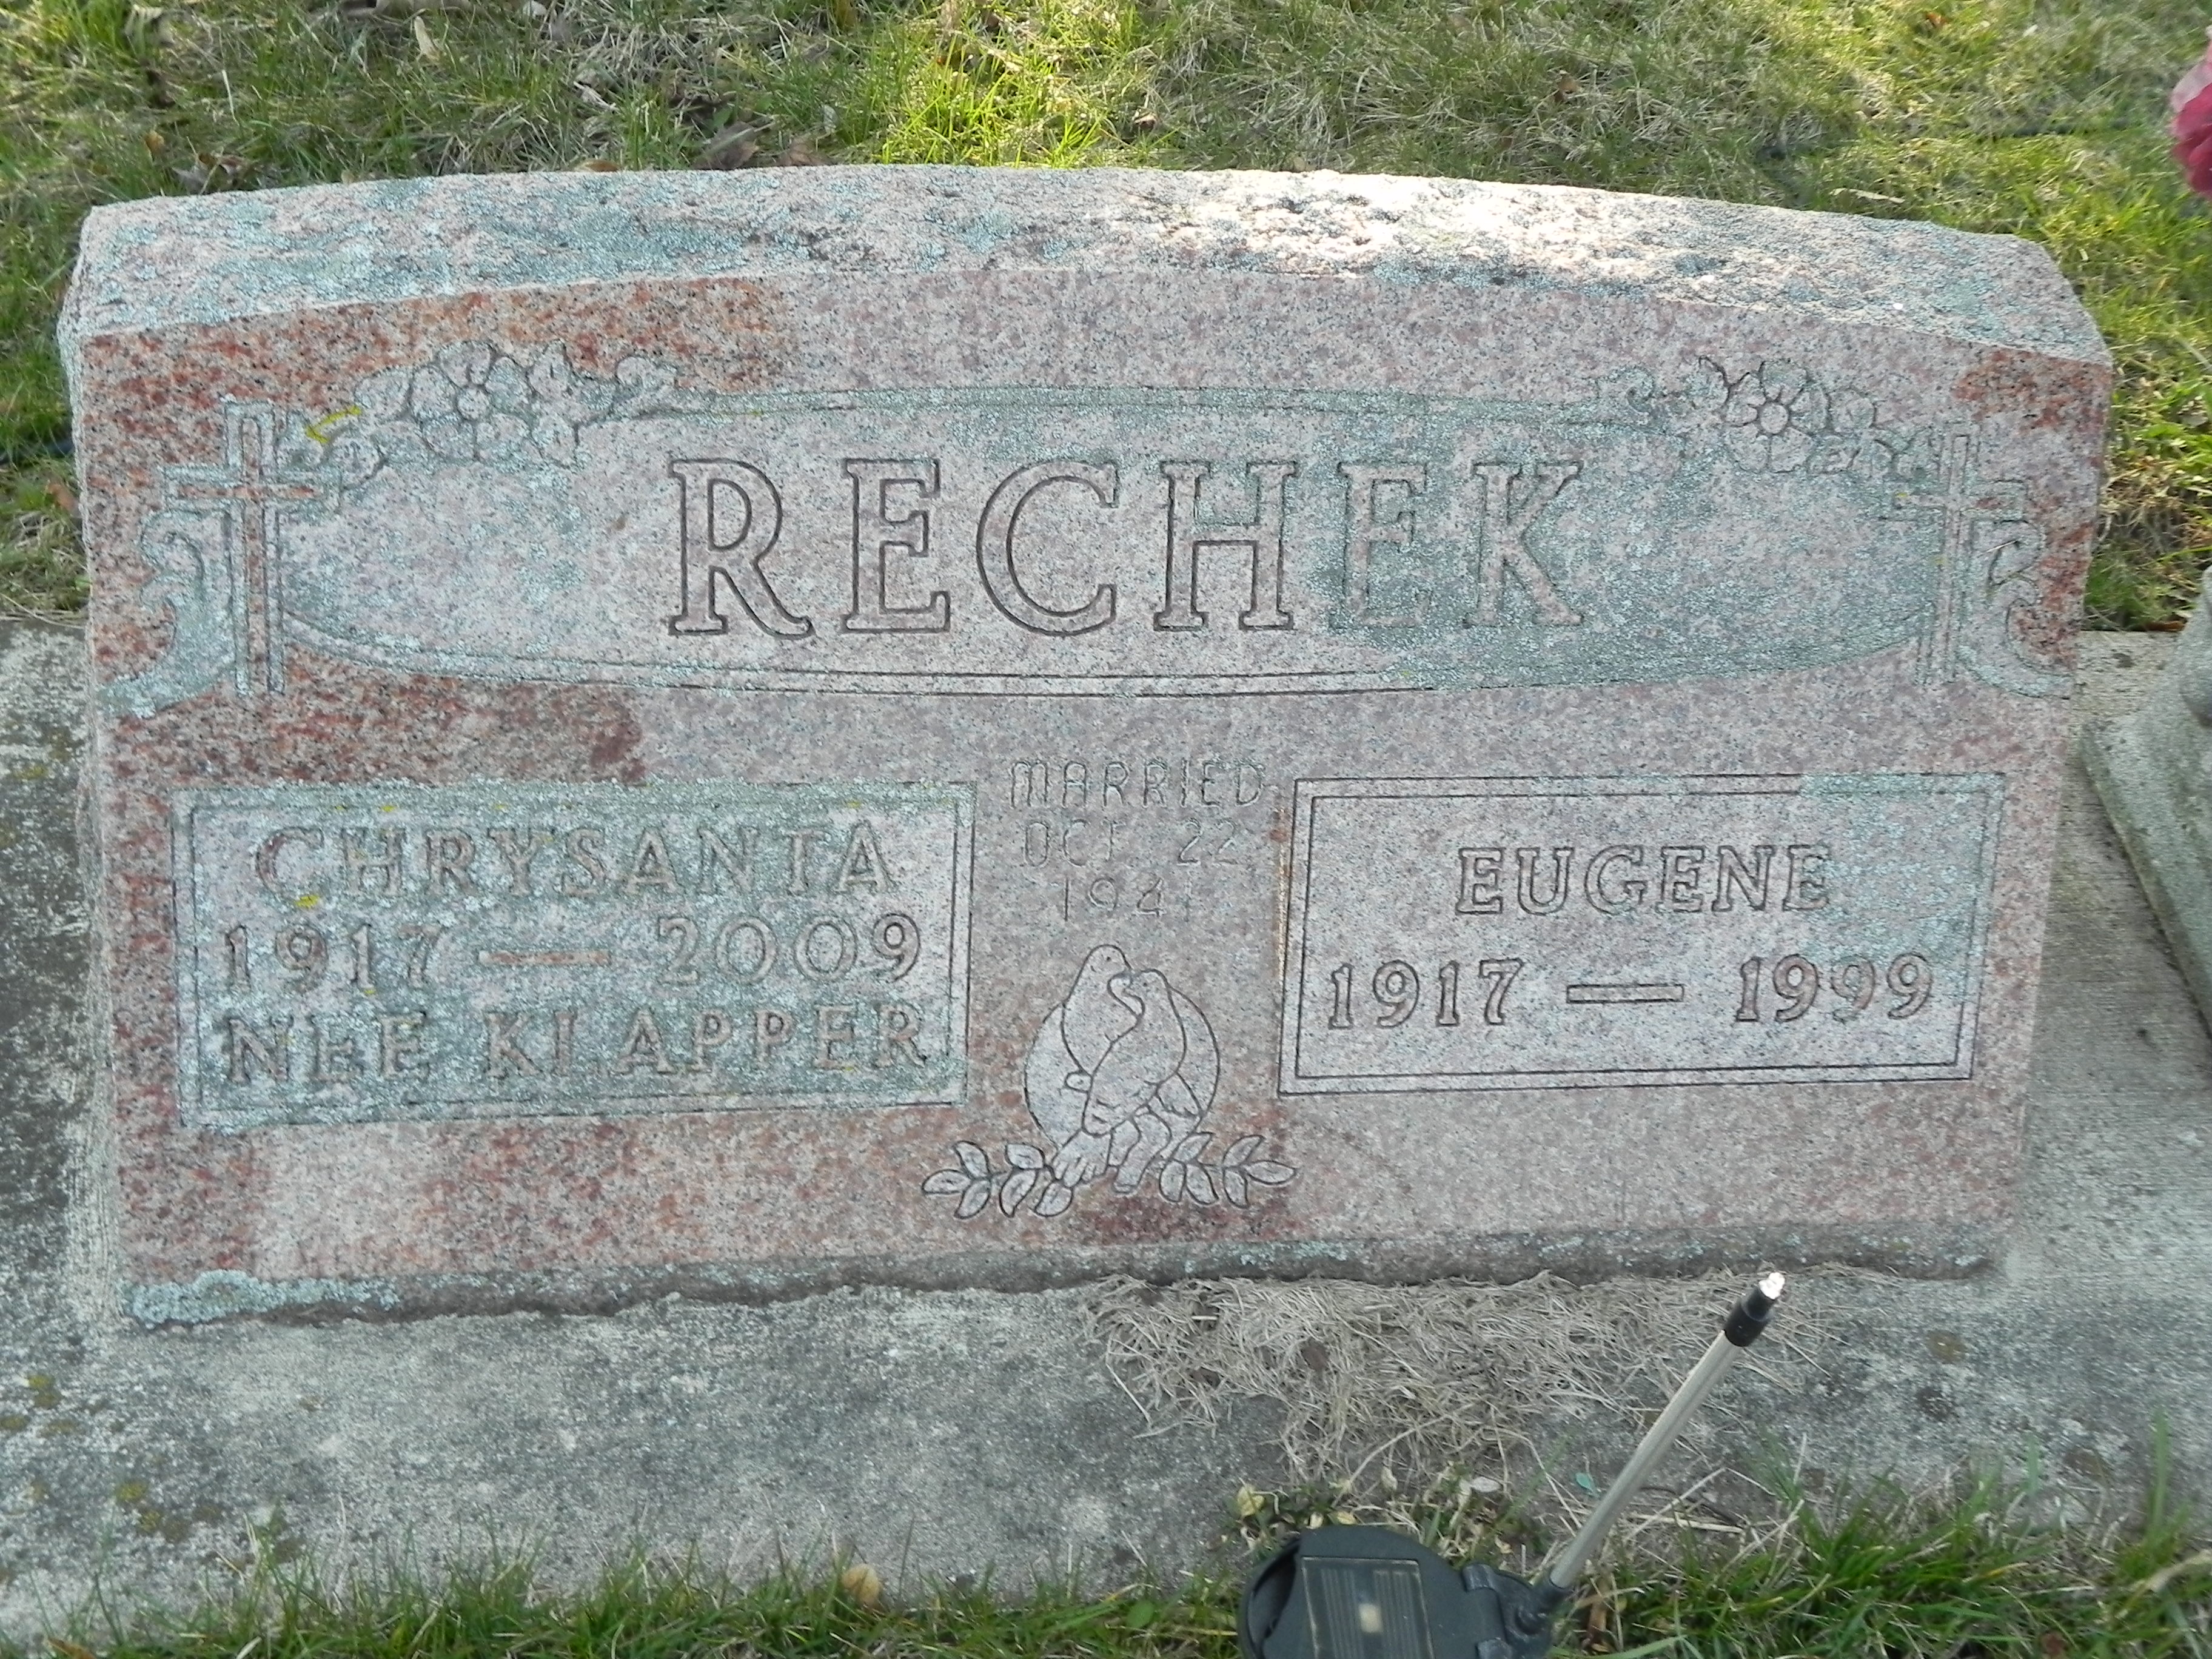 RECHEK
CHRYSANTA
1917 — 2009
NEE KLAPPER
MARRIED
OCT 22
1941
EUGENE
1917 — 1999